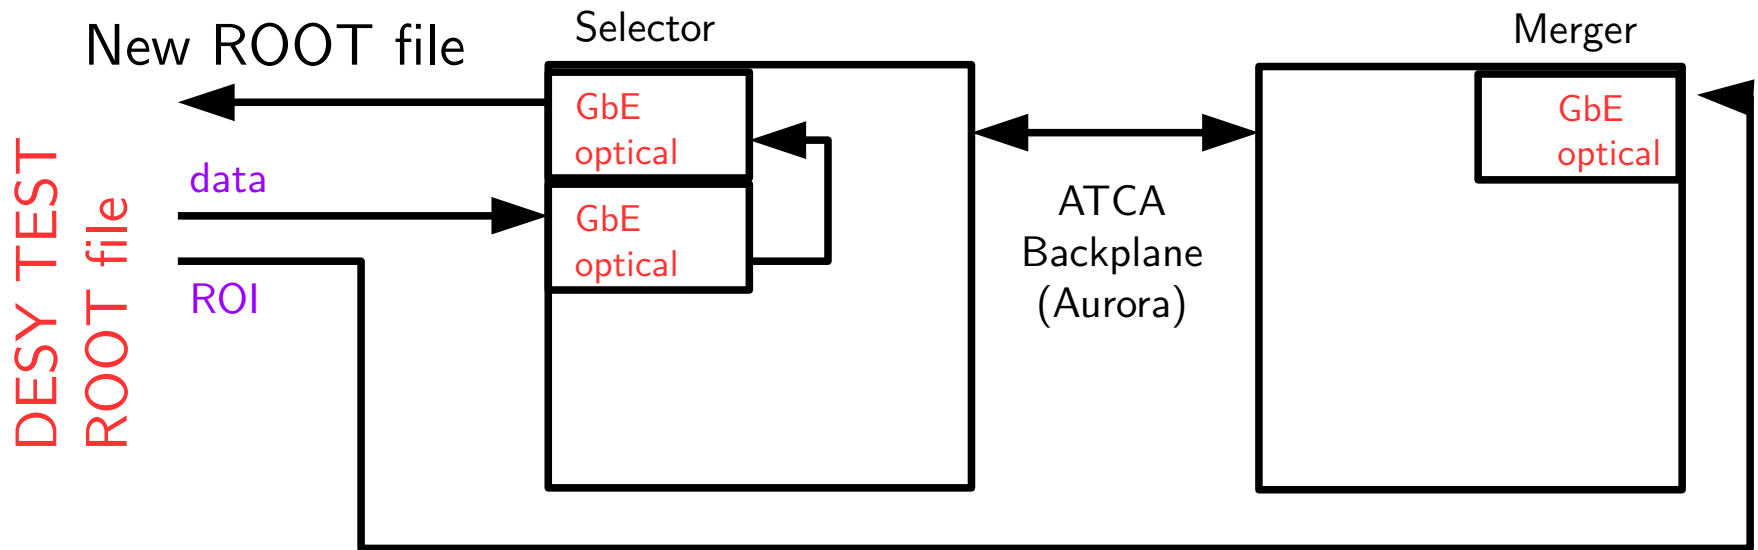 New ROOT file
Selector
Merger
GbE
optical
GbE
optical
GbE
optical
data
ROI
DESY TEST
ROOT file
ATCA
Backplane
(Aurora)